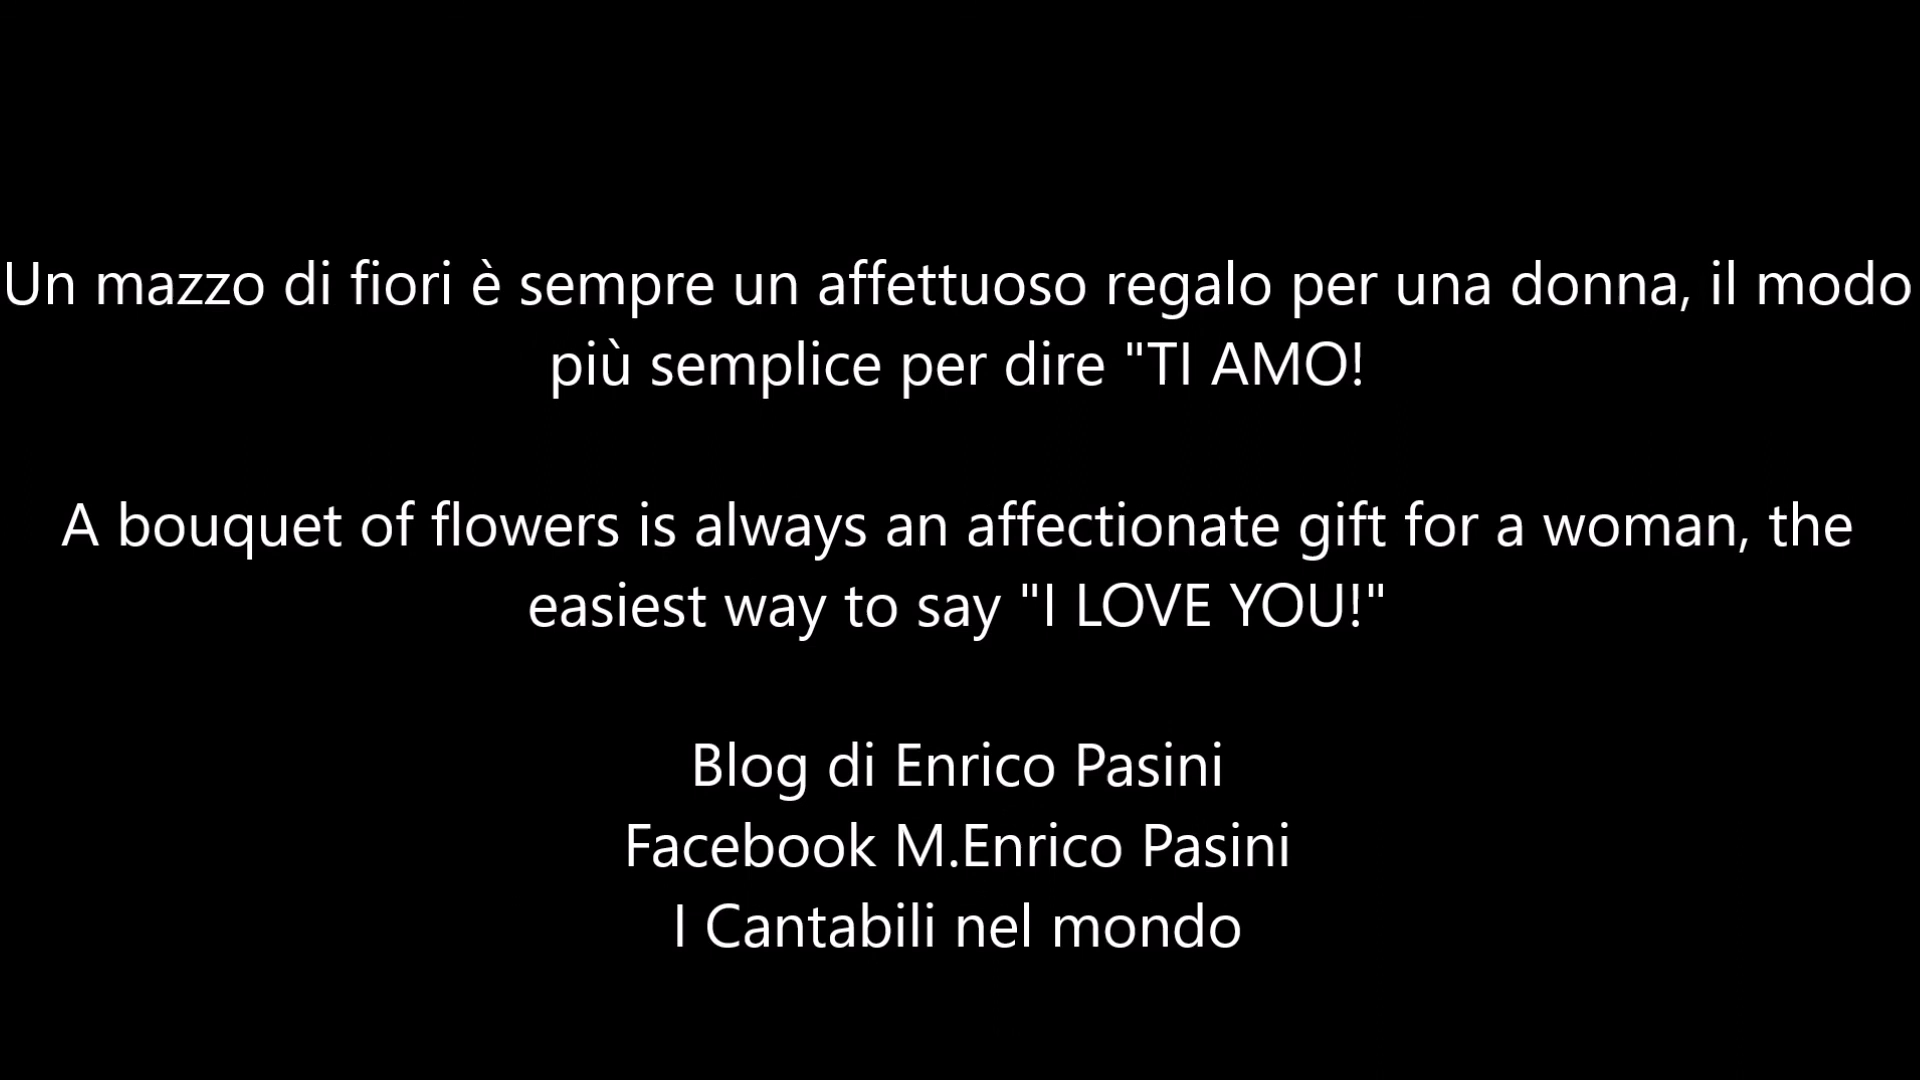 Un mazzo di fiori è sempre un affettuoso regalo per una donna, il modo
più semplice per dire "TI AMO!
A bouquet of flowers is always an affectionate gift for a woman, the
easiest way to say "I LOVE YOU!"
Blog di Enrico Pasini
Facebook M.Enrico Pasini
I Cantabili nel mondo